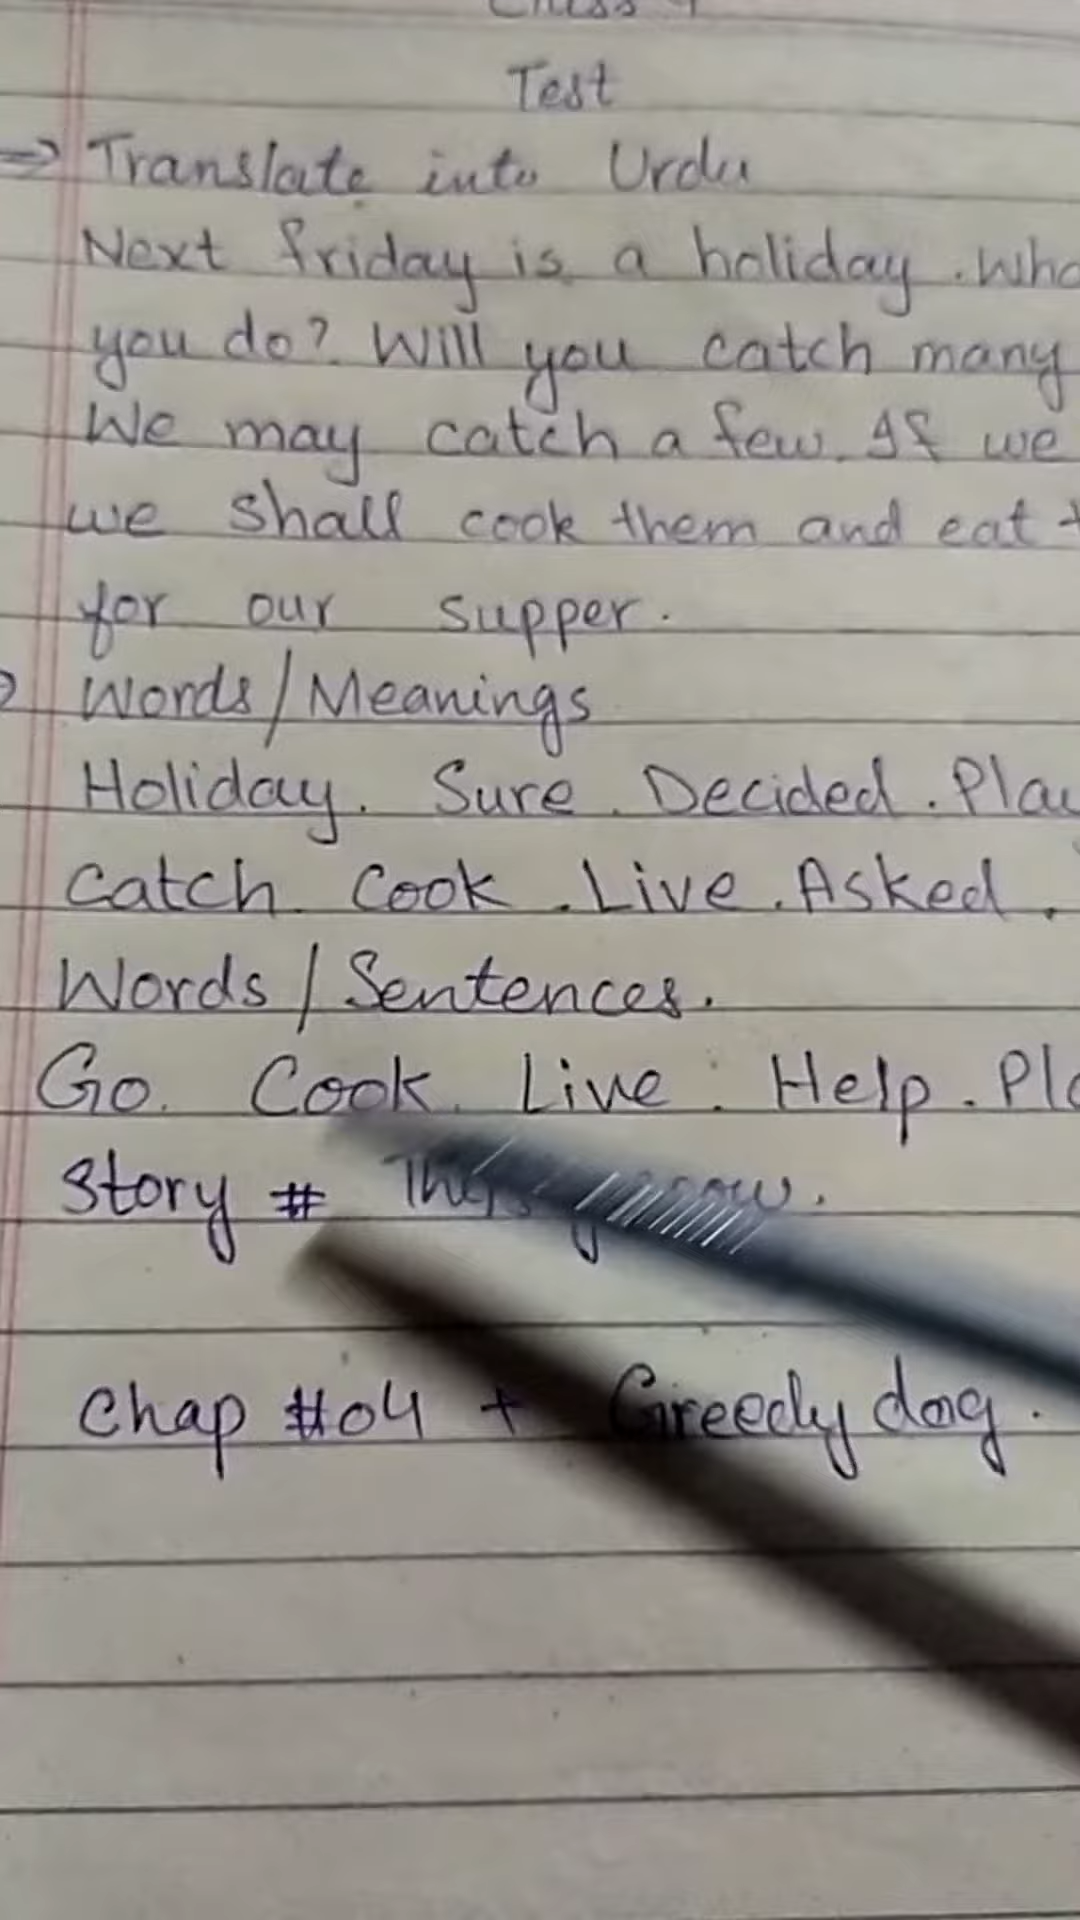 Test
⇒ Translate into Urdu
Next friday is a holiday.
you do? Will you catch many
We may catch a few. If we
we shall cook them and eat
for our supper.
Words/Meanings
Holiday. Sure. Decided.
Catch. Cook. Live. Asked.
Words/Sentences.
Go. Cook. Live. Help.
Story #
Chap #04 + Greedy dog.